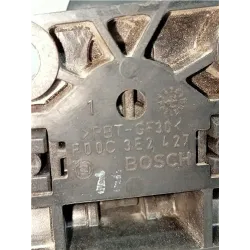 1
>PBT-GF30<
F00C 3E2 427
BOSCH